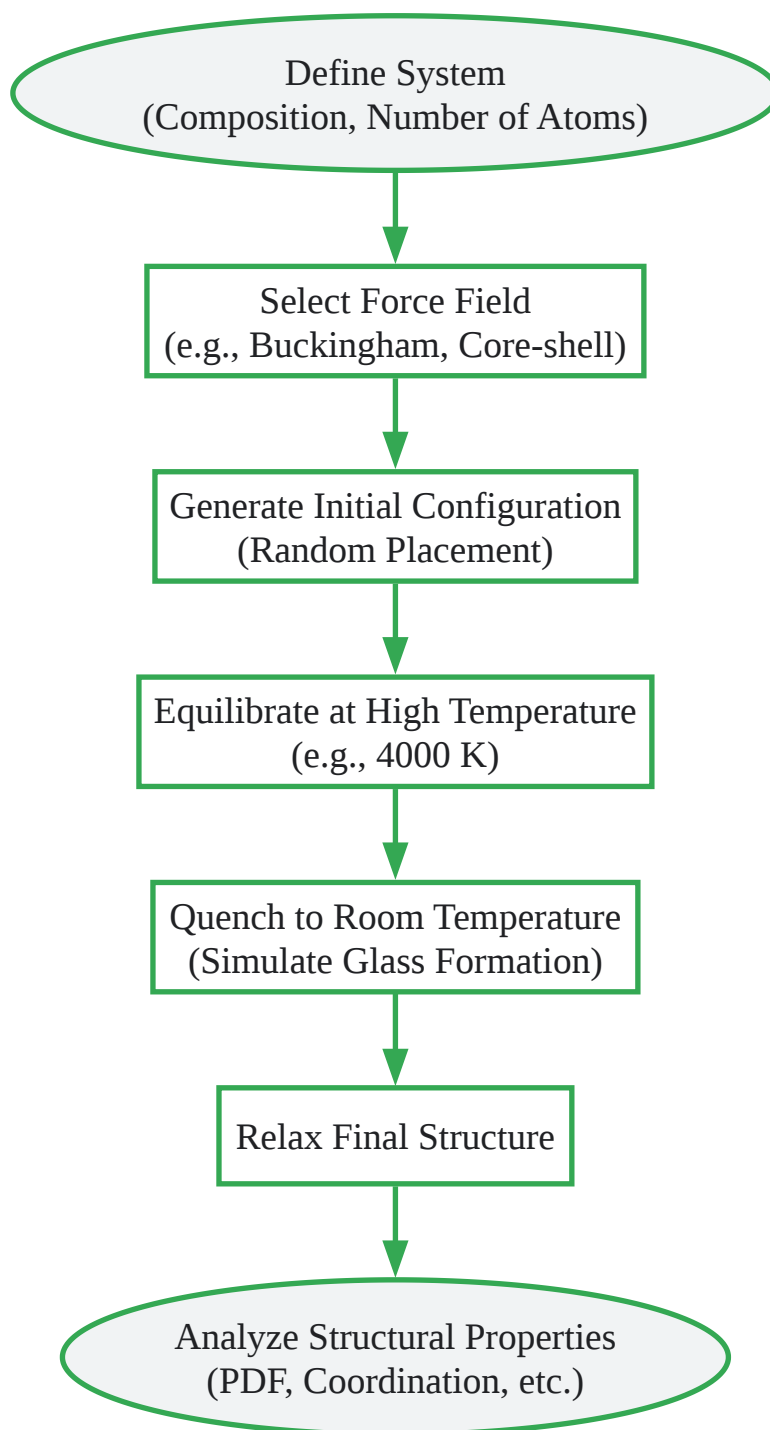 Define System
(Composition, Number of Atoms)
Select Force Field
(e.g., Buckingham, Core-shell)
Generate Initial Configuration
(Random Placement)
Equilibrate at High Temperature
(e.g., 4000 K)
Quench to Room Temperature
(Simulate Glass Formation)
Relax Final Structure
Analyze Structural Properties
(PDF, Coordination, etc.)